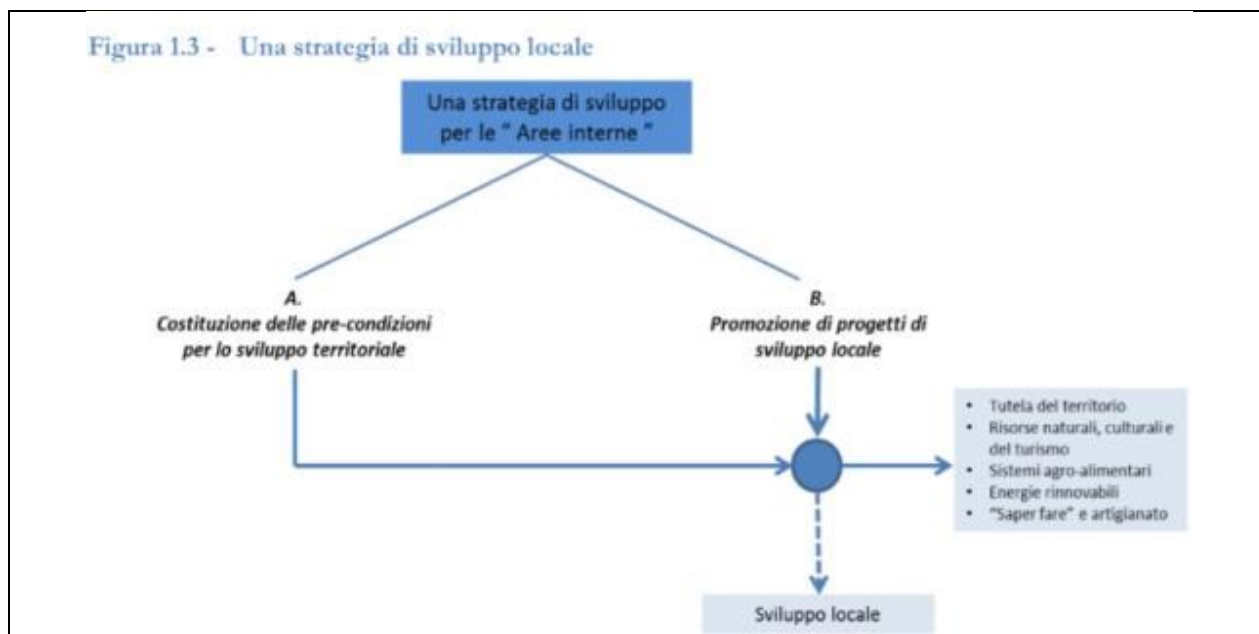 Figura 1.3 - Una strategia di sviluppo locale
Una strategia di sviluppo
per le “ Aree interne ”
A.
Costituzione delle pre-condizioni
per lo sviluppo territoriale
B.
Promozione di progetti di
sviluppo locale
• Tutela del territorio
• Risorse naturali, culturali e
del turismo
• Sistemi agro-alimentari
• Energie rinnovabili
• “Saper fare” e artigianato
Sviluppo locale